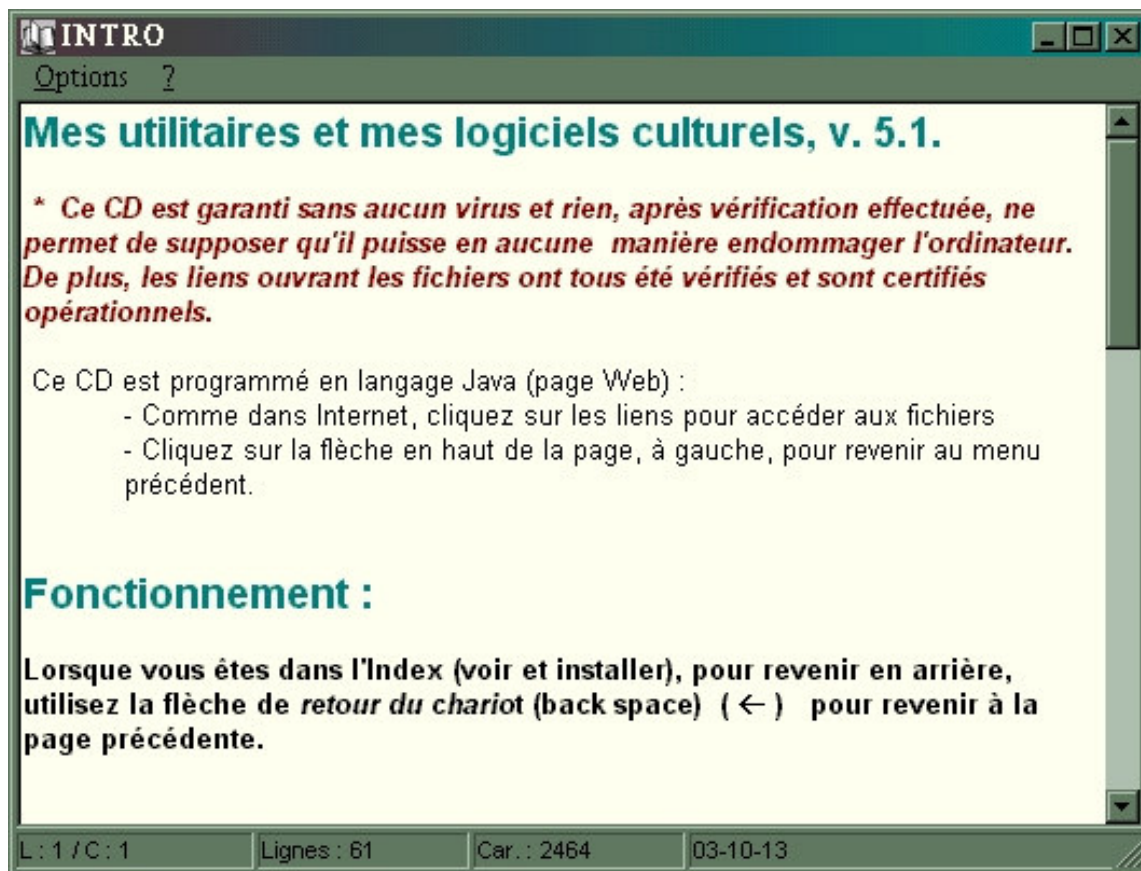 INTRO
Options ?
Mes utilitaires et mes logiciels culturels, v. 5.1.
* Ce CD est garanti sans aucun virus et rien, après vérification effectuée, ne
permet de supposer qu'il puisse en aucune manière endommager l'ordinateur.
De plus, les liens ouvrant les fichiers ont tous été vérifiés et sont certifiés
opérationnels.
Ce CD est programmé en langage Java (page Web) :
- Comme dans Internet, cliquez sur les liens pour accéder aux fichiers
- Cliquez sur la flèche en haut de la page, à gauche, pour revenir au menu
précédent.
Fonctionnement :
Lorsque vous êtes dans l'Index (voir et installer), pour revenir en arrière,
utilisez la flèche de retour du chariot (back space) ( ← ) pour revenir à la
page précédente.
L : 1 / C : 1 Lignes : 61 Car. : 2464 03-10-13